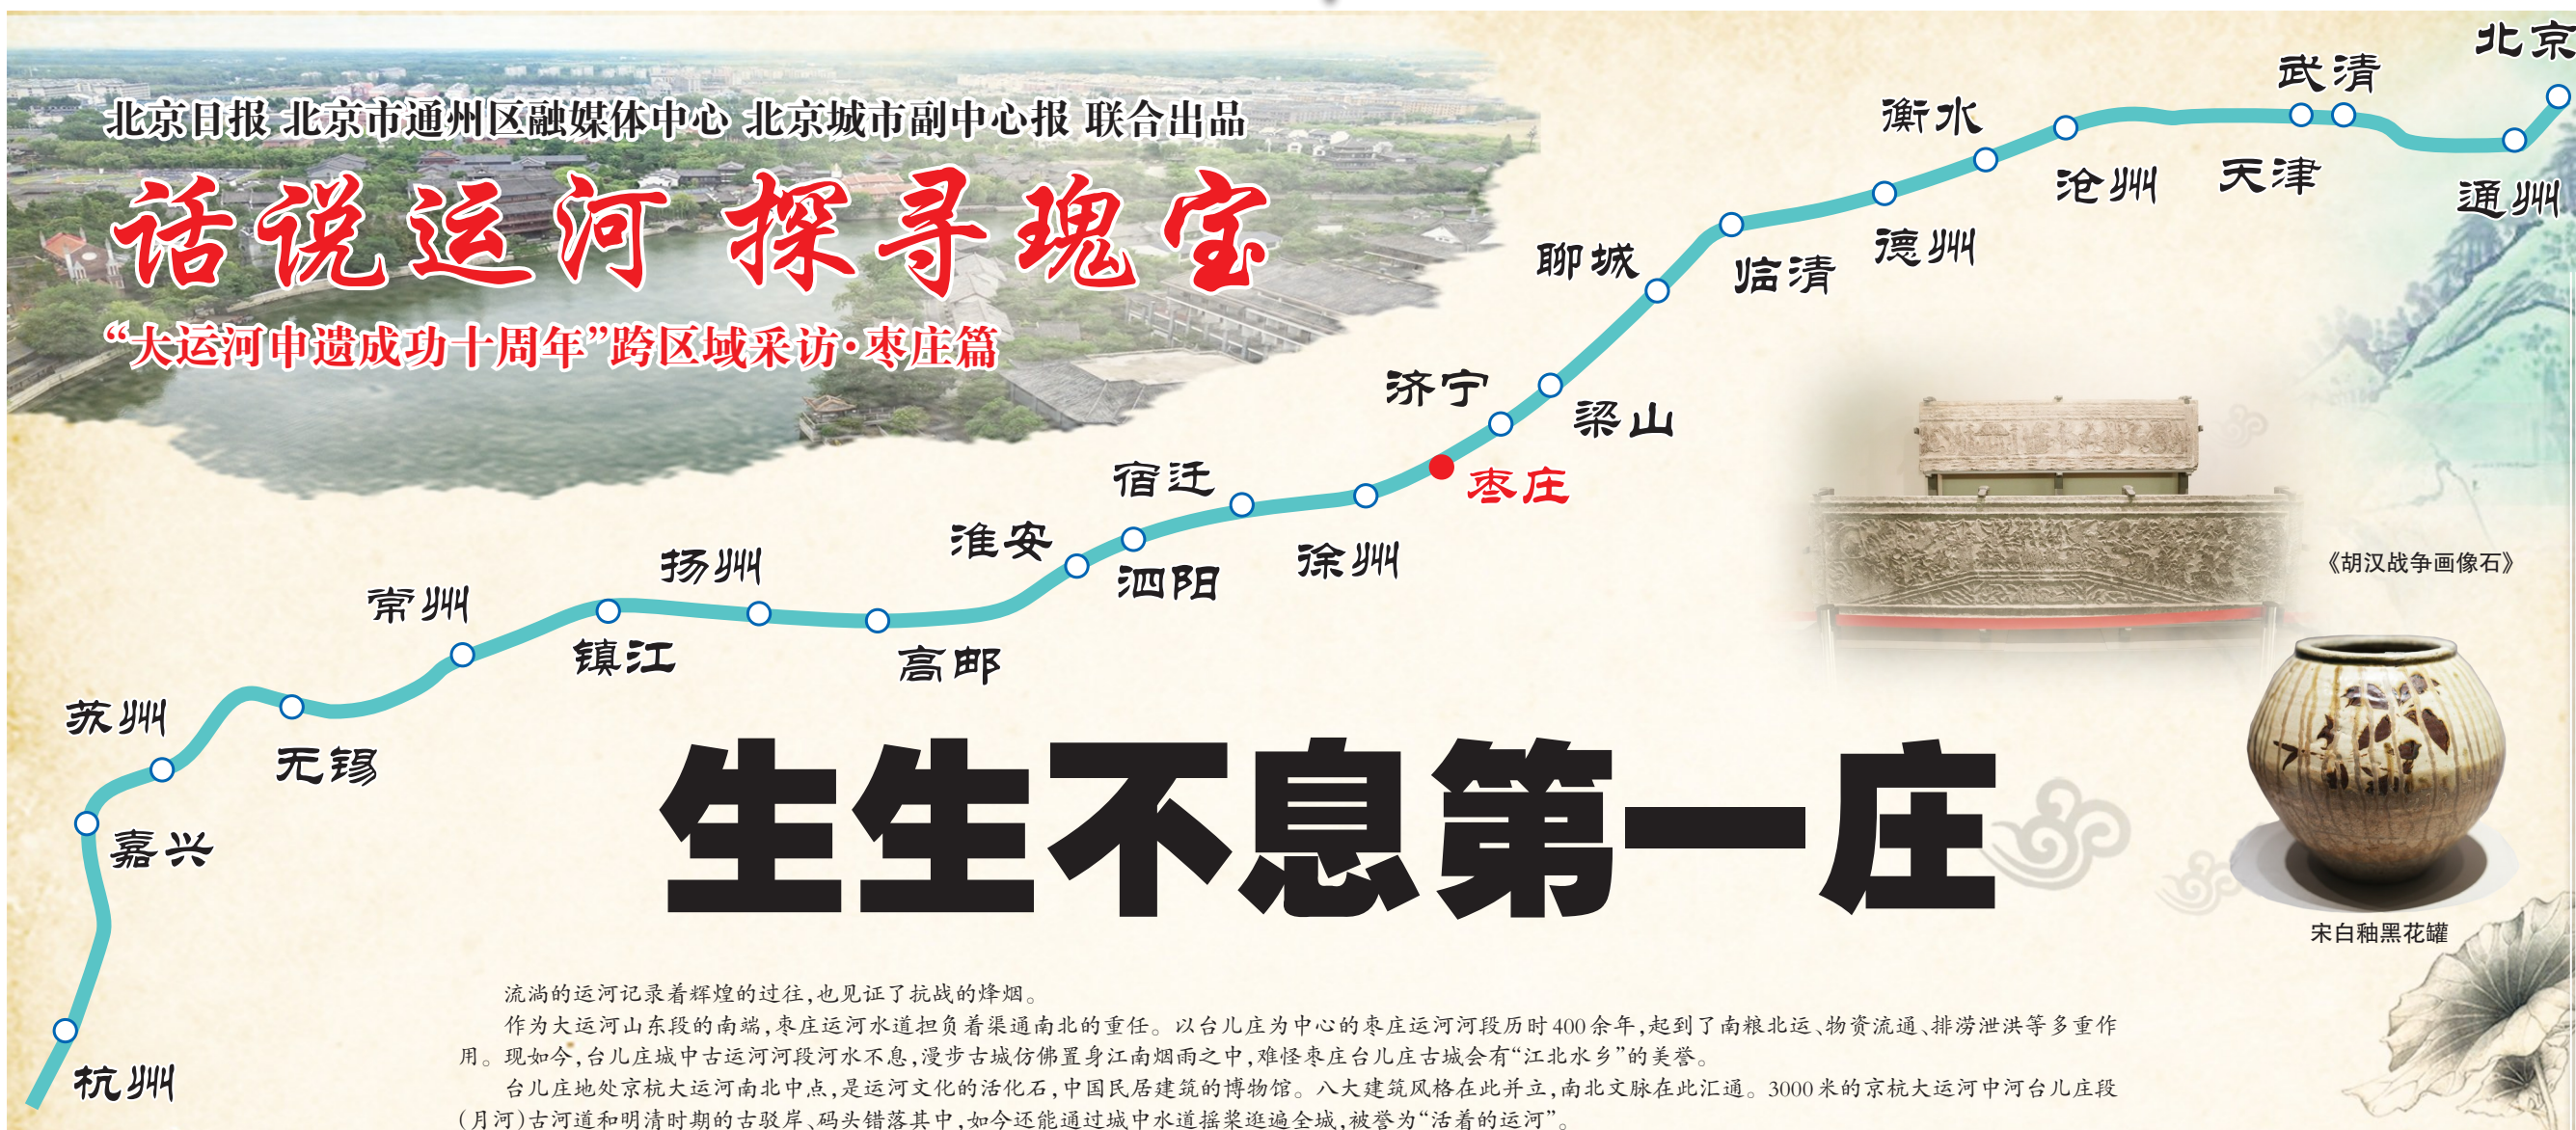 北京日报 北京市通州区融媒体中心 北京城市副中心报 联合出品
话说运河 探寻瑰宝
“大运河申遗成功十周年”跨区域采访·枣庄篇
北京
武清
通州
天津
衡水
沧州
德州
临清
聊城
梁山
济宁
枣庄
徐州
宿迁
泗阳
淮安
高邮
扬州
镇江
常州
无锡
苏州
嘉兴
杭州
《胡汉战争画像石》
宋白釉黑花罐
生生不息第一庄
流淌的运河记录着辉煌的过往,也见证了抗战的烽烟。
作为大运河山东段的南端,枣庄运河水道担负着渠通南北的重任。以台儿庄为中心的枣庄运河河段历时400余年,起到了南粮北运、物资流通、排涝泄洪等多重作
用。现如今,台儿庄城中古运河河段河水不息,漫步古城仿佛置身江南烟雨之中,难怪枣庄台儿庄古城会有“江北水乡”的美誉。
台儿庄地处京杭大运河南北中点,是运河文化的活化石,中国民居建筑的博物馆。八大建筑风格在此并立,南北文脉在此汇通。3000米的京杭大运河中河台儿庄段
(月河)古河道和明清时期的古驳岸、码头错落其中,如今还能通过城中水道摇桨逛遍全城,被誉为“活着的运河”。